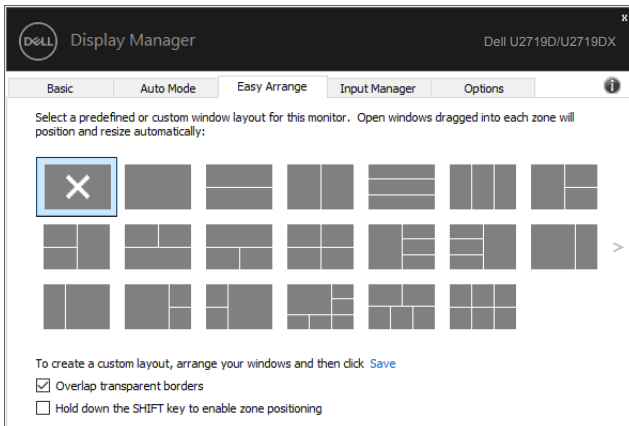 x
DELL Display Manager Dell U2719D/U2719DX
Basic Auto Mode Easy Arrange Input Manager Options i
Select a predefined or custom window layout for this monitor. Open windows dragged into each zone will
position and resize automatically:
>
To create a custom layout, arrange your windows and then click Save
Overlap transparent borders
Hold down the SHIFT key to enable zone positioning